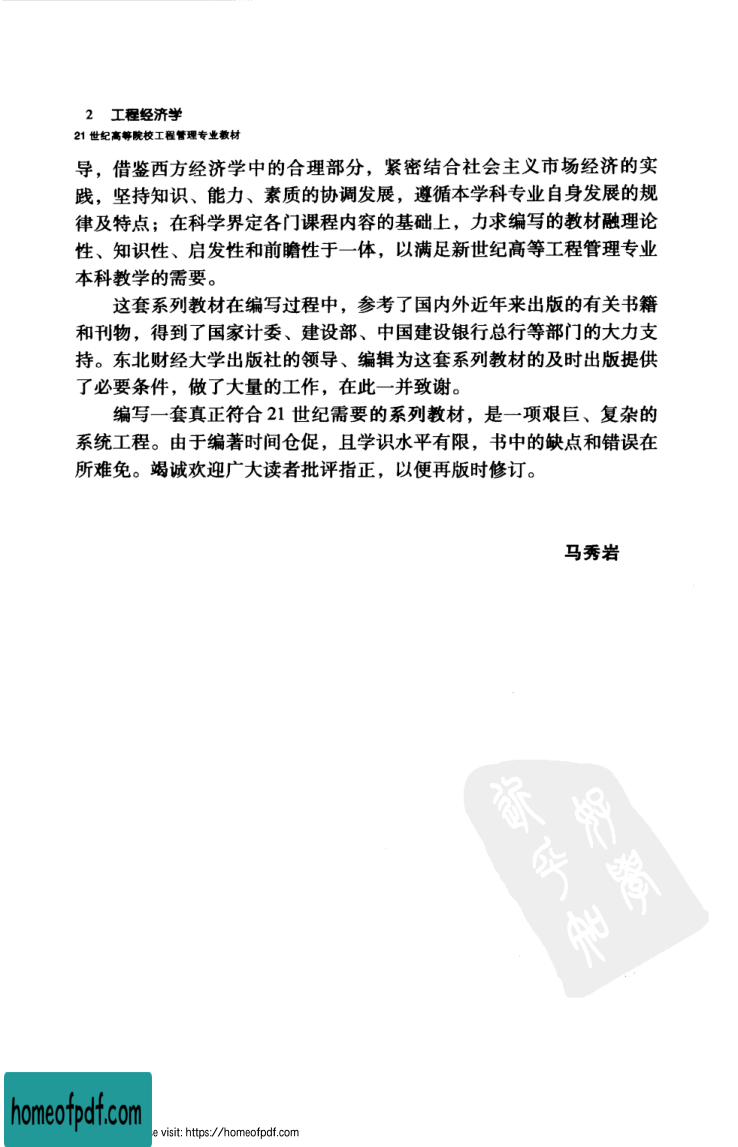 2 工程经济学
21世纪高等院校工程管理专业教材
导，借鉴西方经济学中的合理部分，紧密结合社会主义市场经济的实
践，坚持知识、能力、素质的协调发展，遵循本学科专业自身发展的规
律及特点；在科学界定各门课程内容的基础上，力求编写的教材融理论
性、知识性、启发性和前瞻性于一体，以满足新世纪高等工程管理专业
本科教学的需要。
这套系列教材在编写过程中，参考了国内外近年来出版的有关书籍
和刊物，得到了国家计委、建设部、中国建设银行总行等部门的大力支
持。东北财经大学出版社的领导、编辑为这套系列教材的及时出版提供
了必要条件，做了大量的工作，在此一并致谢。
编写一套真正符合21世纪需要的系列教材，是一项艰巨、复杂的
系统工程。由于编著时间仓促，且学识水平有限，书中的缺点和错误在
所难免。竭诚欢迎广大读者批评指正，以便再版时修订。
马秀岩
homeofpdf.com
e visit: https://homeofpdf.com